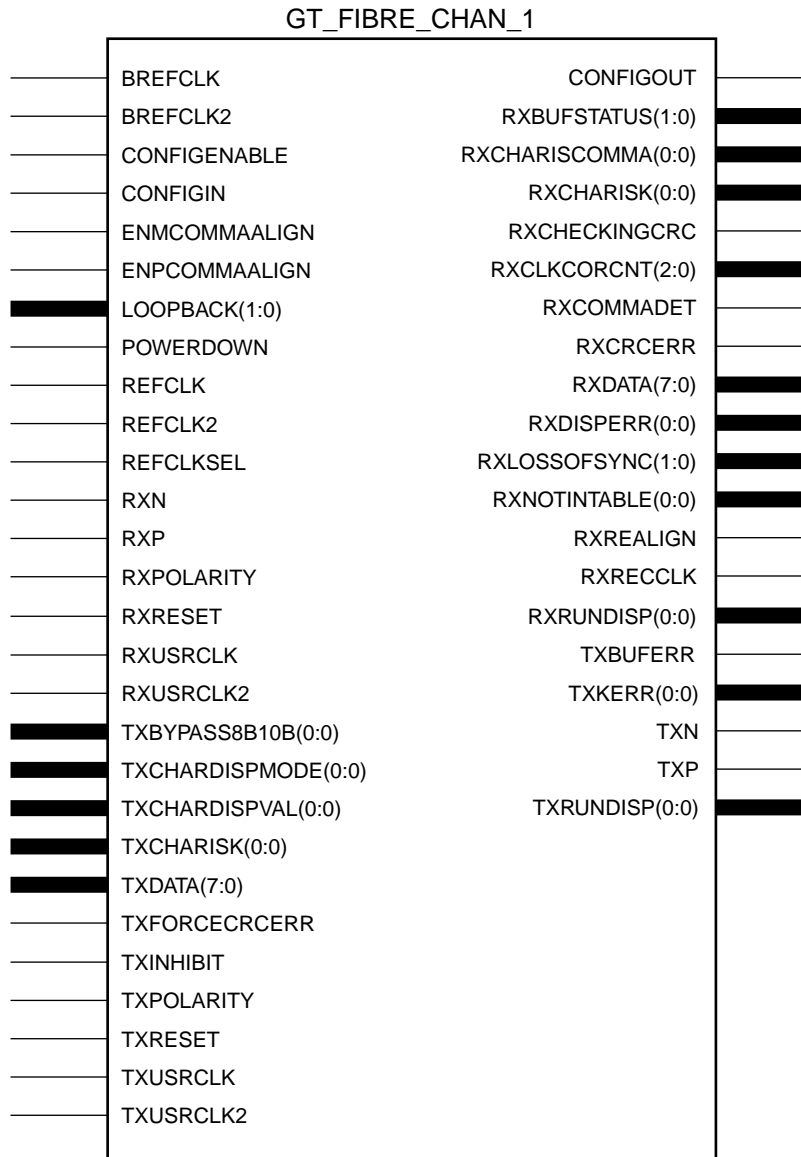 GT_FIBRE_CHAN_1
BREFCLK CONFIGOUT
BREFCLK2 RXBUFSTATUS(1:0)
CONFIGENABLE RXCHARISCOMMA(0:0)
CONFIGIN RXCHARISK(0:0)
ENMCOMMAALIGN RXCHECKINGCRC
ENPCOMMAALIGN RXCLKCORCNT(2:0)
LOOPBACK(1:0) RXCOMMADET
POWERDOWN RXCRCERR
REFCLK RXDATA(7:0)
REFCLK2 RXDISPERR(0:0)
REFCLKSEL RXLOSSOFSYNC(1:0)
RXN RXNOTINTABLE(0:0)
RXP RXREALIGN
RXPOLARITY RXRECCLK
RXRESET RXRUNDISP(0:0)
RXUSRCLK TXBUFERR
RXUSRCLK2 TXKERR(0:0)
TXBYPASS8B10B(0:0) TXN
TXCHARDISPMODE(0:0) TXP
TXCHARDISPVAL(0:0) TXRUNDISP(0:0)
TXCHARISK(0:0)
TXDATA(7:0)
TXFORCECRCERR
TXINHIBIT
TXPOLARITY
TXRESET
TXUSRCLK
TXUSRCLK2